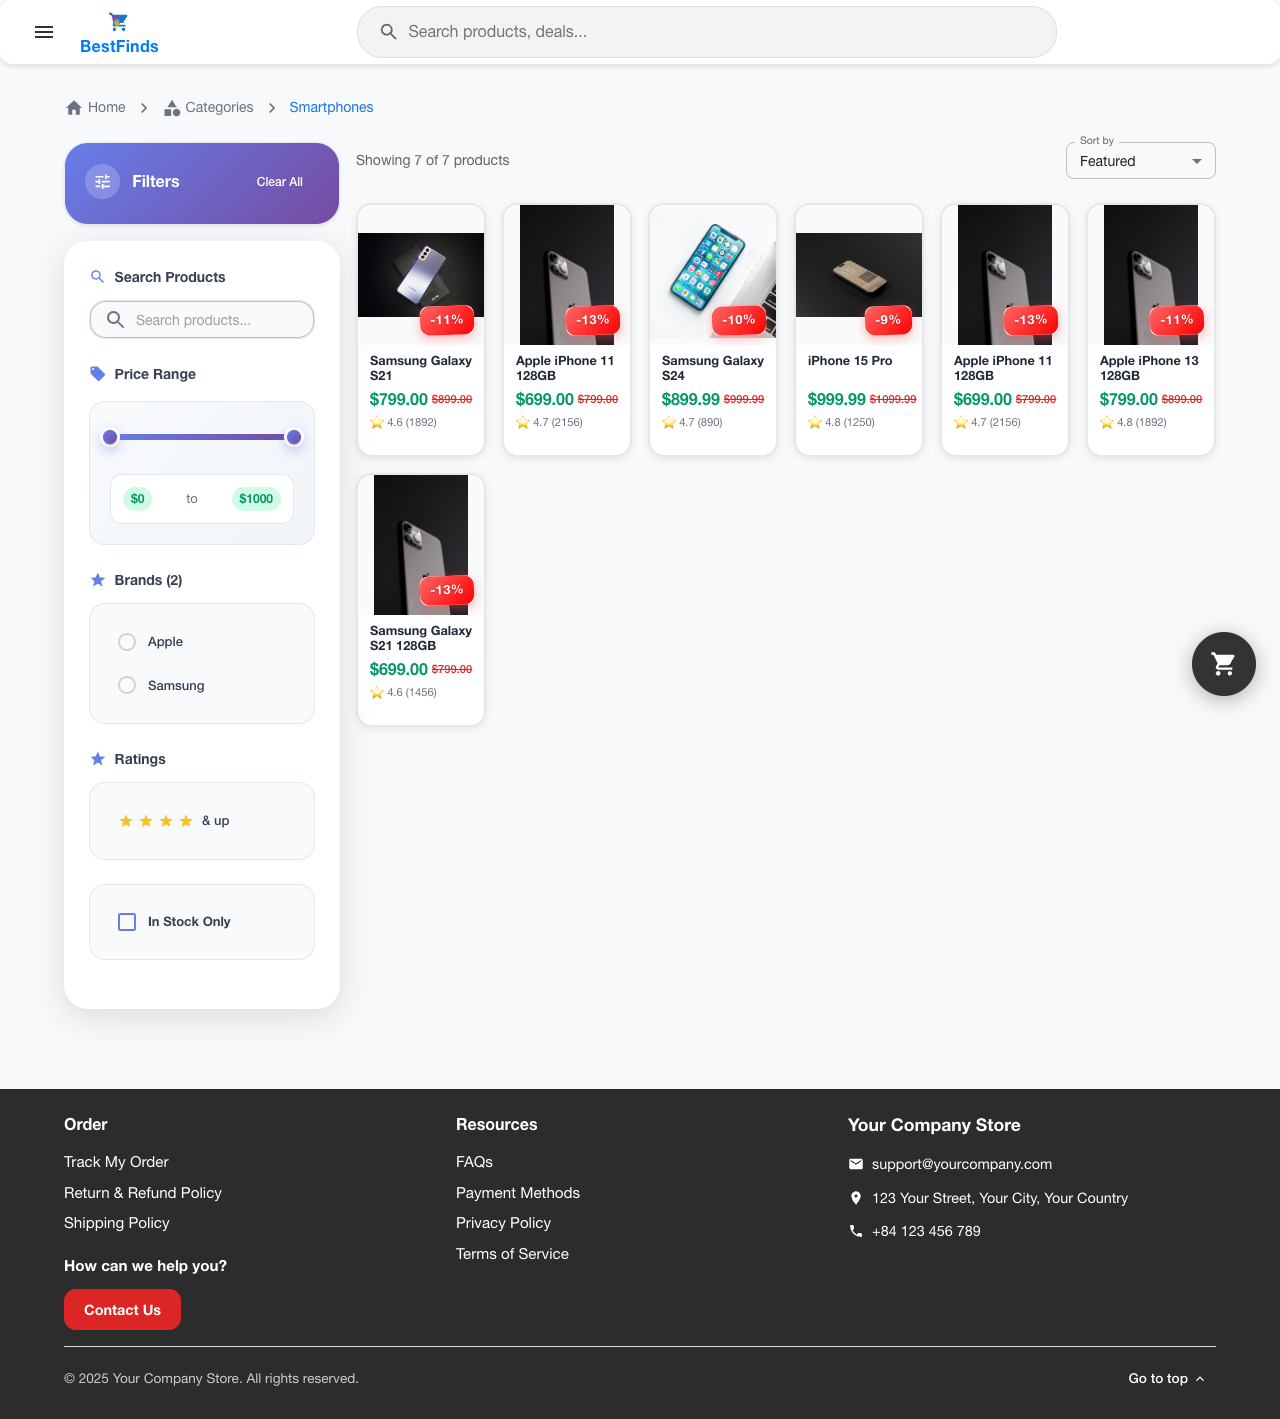 BestFinds
Search products, deals...
Home
Categories
Smartphones
Filters
Clear All
Search Products
Search products...
Price Range
$0 to $1000
Brands (2)
Apple
Samsung
Ratings
& up
In Stock Only
Showing 7 of 7 products
Sort by
Featured
-11%
Samsung Galaxy
S21
$799.00 $899.00
4.6 (1892)
-13%
Apple iPhone 11
128GB
$699.00 $799.00
4.7 (2156)
-10%
Samsung Galaxy
S24
$899.99 $999.99
4.7 (890)
-9%
iPhone 15 Pro
$999.99 $1099.99
4.8 (1250)
-13%
Apple iPhone 11
128GB
$699.00 $799.00
4.7 (2156)
-11%
Apple iPhone 13
128GB
$799.00 $899.00
4.8 (1892)
-13%
Samsung Galaxy
S21 128GB
$699.00 $799.00
4.6 (1456)
Order
Track My Order
Return & Refund Policy
Shipping Policy
How can we help you?
Contact Us
Resources
FAQs
Payment Methods
Privacy Policy
Terms of Service
Your Company Store
support@yourcompany.com
123 Your Street, Your City, Your Country
+84 123 456 789
© 2025 Your Company Store. All rights reserved.
Go to top